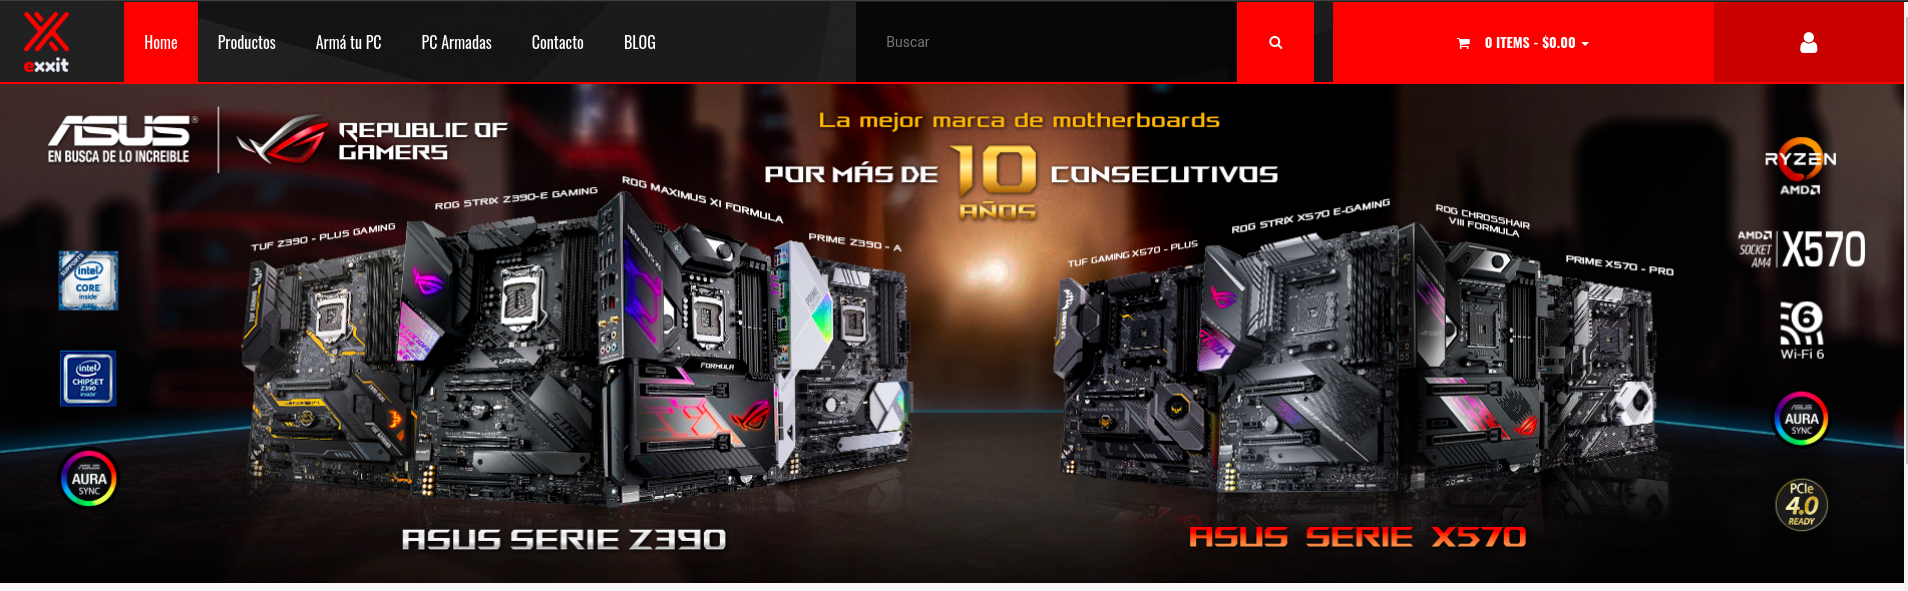 exxit
Home
Productos
Armá tu PC
PC Armadas
Contacto
BLOG
Buscar
0 ITEMS - $0.00
ASUS®
EN BUSCA DE LO INCREIBLE
REPUBLIC OF
GAMERS
La mejor marca de motherboards
POR MÁS DE 10 CONSECUTIVOS
AÑOS
TUF Z390 - PLUS GAMING
ROG STRIX Z390-E GAMING
ROG MAXIMUS XI FORMULA
PRIME Z390 - A
TUF GAMING X570 - PLUS
ROG STRIX X570 E-GAMING
ROG CHROSSHAIR
VIII FORMULA
PRIME X570 - PRO
SUPPORTS
intel
CORE
inside
intel
CHIPSET
Z390
inside
ASUS
AURA
SYNC
FORMULA
STRIX
RYZEN
AMD
AMD
SOCKET
AM4
X570
6
Wi-Fi 6
ASUS
AURA
SYNC
PCIe
4.0
READY
ASUS SERIE Z390
ASUS SERIE X570